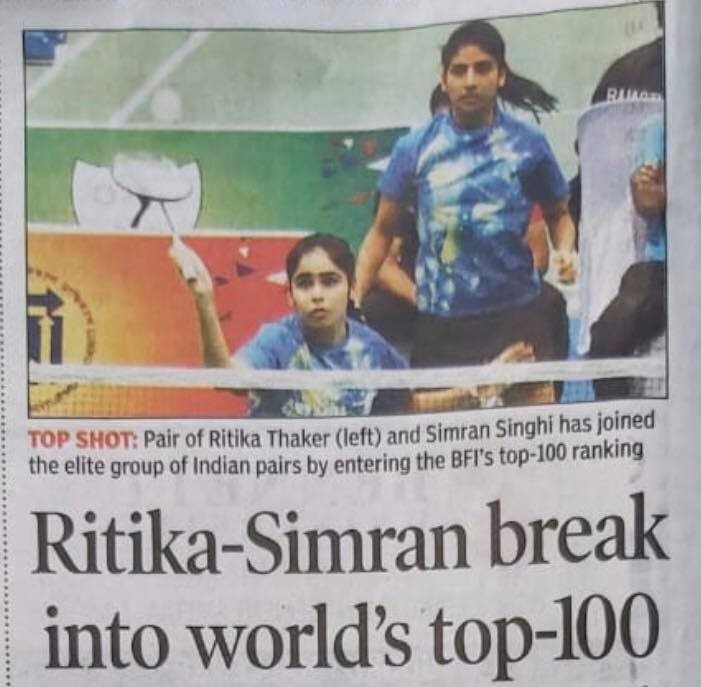 TOP SHOT: Pair of Ritika Thaker (left) and Simran Singhi has joined
the elite group of Indian pairs by entering the BFI's top-100 ranking
Ritika-Simran break
into world's top-100